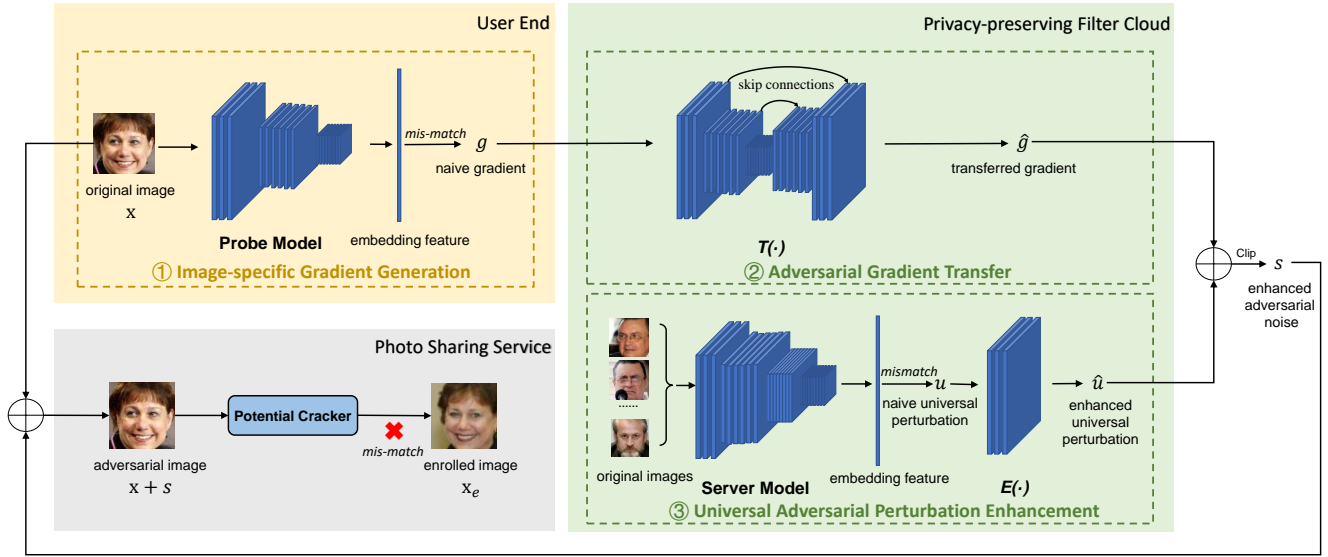 User End
original image
x
Probe Model
embedding feature
mis-match
g
naive gradient
① Image-specific Gradient Generation
Privacy-preserving Filter Cloud
skip connections
T(·)
ĝ
transferred gradient
② Adversarial Gradient Transfer
original images
......
Server Model
embedding feature
mismatch
u
naive universal
perturbation
E(·)
û
enhanced
universal
perturbation
③ Universal Adversarial Perturbation Enhancement
Clip
s
enhanced
adversarial
noise
Photo Sharing Service
adversarial image
x + s
Potential Cracker
mis-match
enrolled image
xₑ